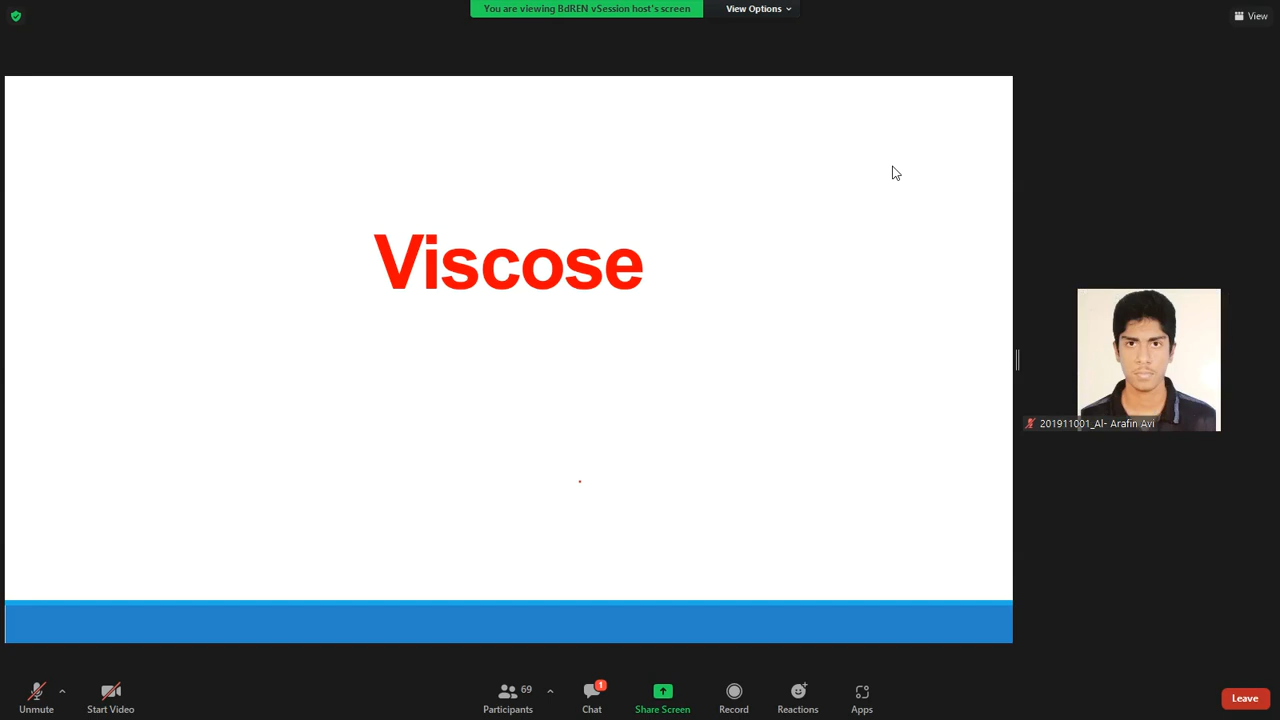 You are viewing BdREN vSession host's screen
View Options
View
Viscose
201911001_Al- Arafin Avi
Unmute
Start Video
69
Participants
1
Chat
Share Screen
Record
Reactions
Apps
Leave